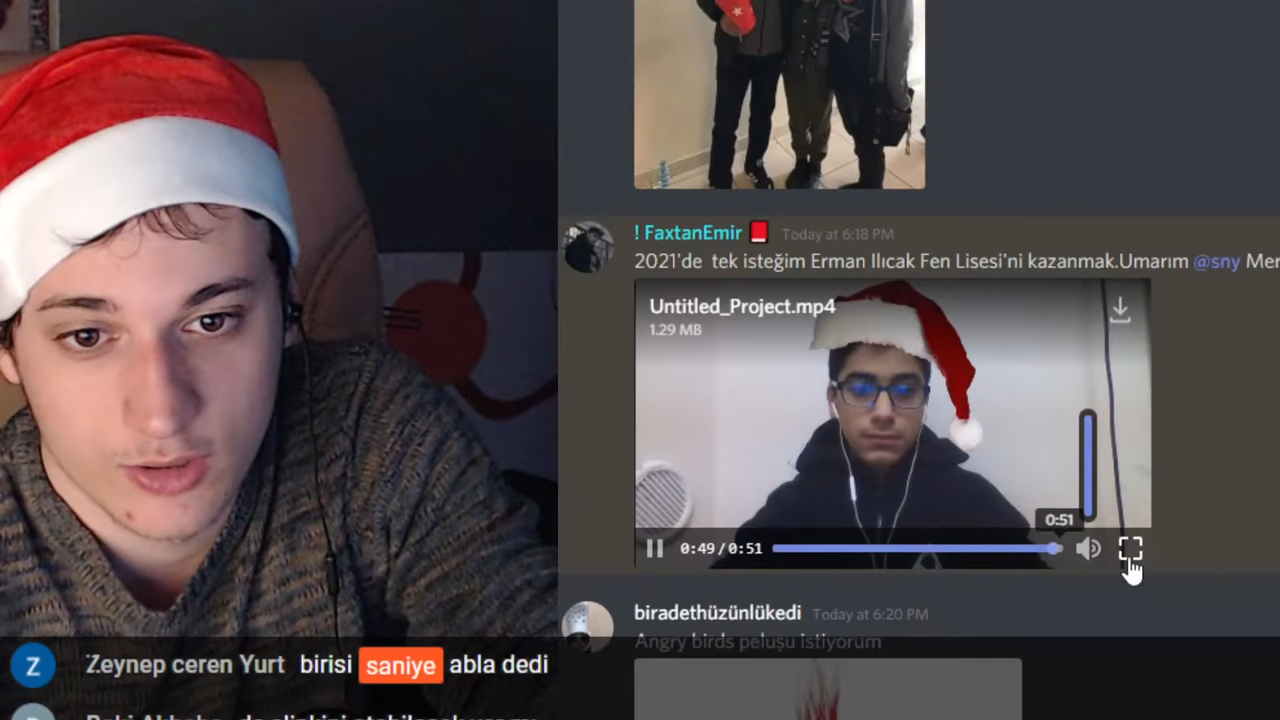 ! FaxtanEmir Today at 6:18 PM
2021'de tek isteğim Erman Ilıcak Fen Lisesi'ni kazanmak.Umarım @sny Mer
Untitled_Project.mp4
1.29 MB
0:51
0:49/0:51
biradethüzünlükedi Today at 6:20 PM
Angry birds peluşu istiyorum
Z Zeynep ceren Yurt birisi saniye abla dedi